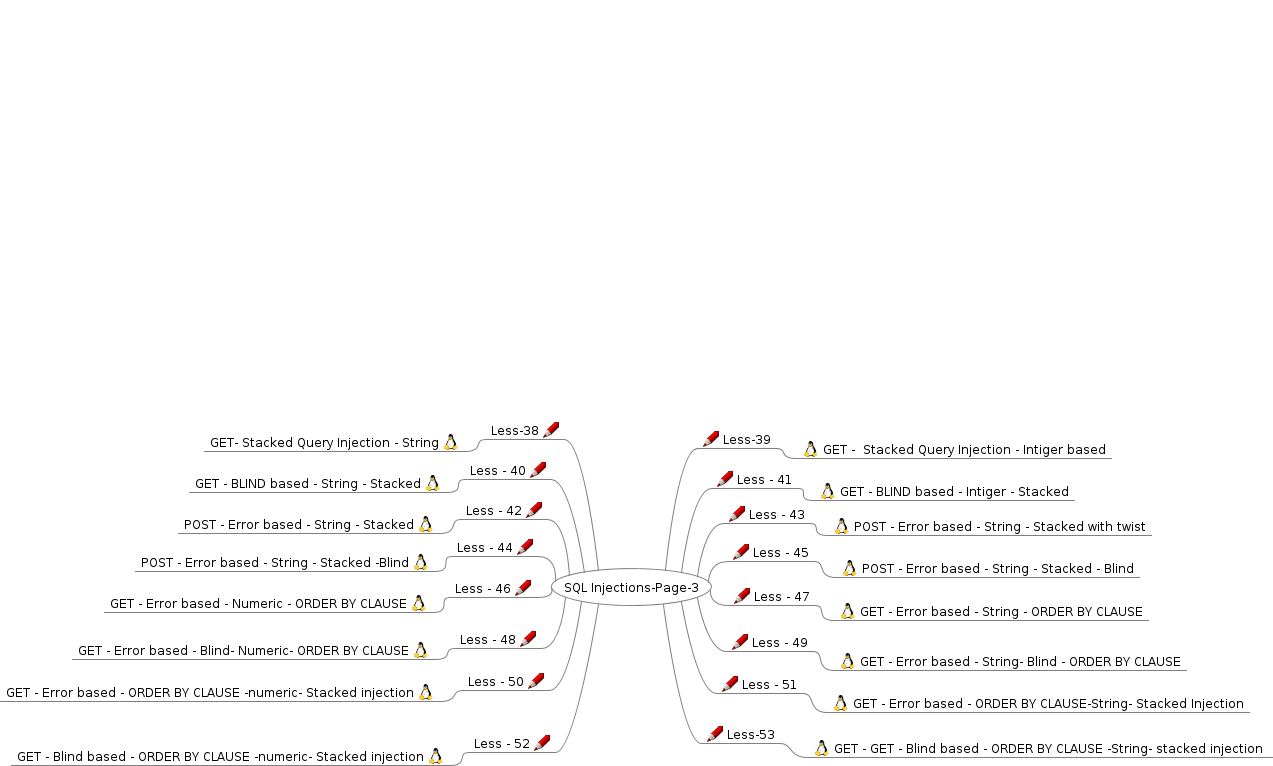 Less-38
GET- Stacked Query Injection - String
Less - 40
GET - BLIND based - String - Stacked
Less - 42
POST - Error based - String - Stacked
Less - 44
POST - Error based - String - Stacked -Blind
Less - 46
GET - Error based - Numeric - ORDER BY CLAUSE
Less - 48
GET - Error based - Blind- Numeric- ORDER BY CLAUSE
Less - 50
GET - Error based - ORDER BY CLAUSE -numeric- Stacked injection
Less - 52
GET - Blind based - ORDER BY CLAUSE -numeric- Stacked injection
SQL Injections-Page-3
Less-39
GET -  Stacked Query Injection - Intiger based
Less - 41
GET - BLIND based - Intiger - Stacked
Less - 43
POST - Error based - String - Stacked with twist
Less - 45
POST - Error based - String - Stacked - Blind
Less - 47
GET - Error based - String - ORDER BY CLAUSE
Less - 49
GET - Error based - String- Blind - ORDER BY CLAUSE
Less - 51
GET - Error based - ORDER BY CLAUSE-String- Stacked Injection
Less-53
GET - GET - Blind based - ORDER BY CLAUSE -String- stacked injection